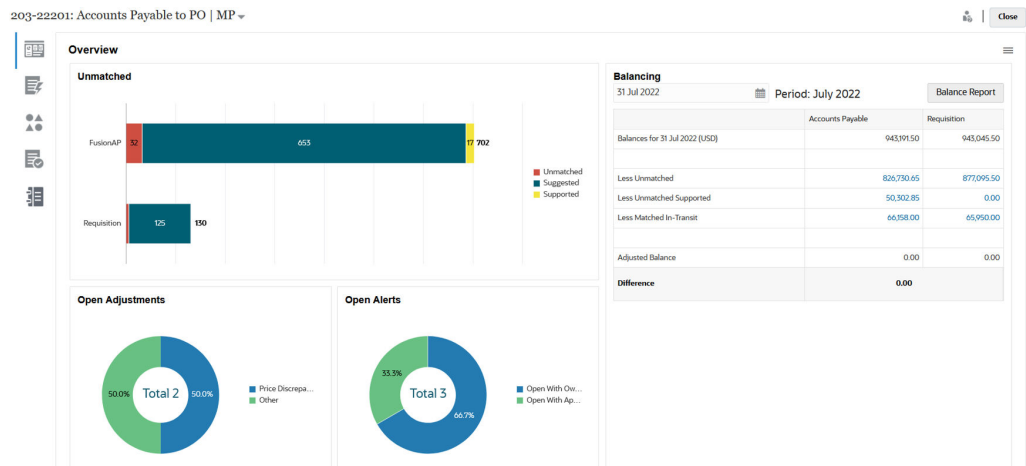 203-22201: Accounts Payable to PO | MP
Close
Overview
Unmatched
FusionAP 32 653 17 702
Requisition 125 130
Unmatched
Suggested
Supported
Balancing
31 Jul 2022 Period: July 2022 Balance Report
Accounts Payable Requisition
Balances for 31 Jul 2022 (USD) 943,191.50 943,045.50
Less Unmatched 826,730.65 877,095.50
Less Unmatched Supported 50,302.85 0.00
Less Matched In-Transit 66,158.00 65,950.00
Adjusted Balance 0.00 0.00
Difference 0.00
Open Adjustments
50.0% Total 2 50.0%
Price Discrepa...
Other
Open Alerts
33.3%
Total 3
66.7%
Open With Ow...
Open With Ap...